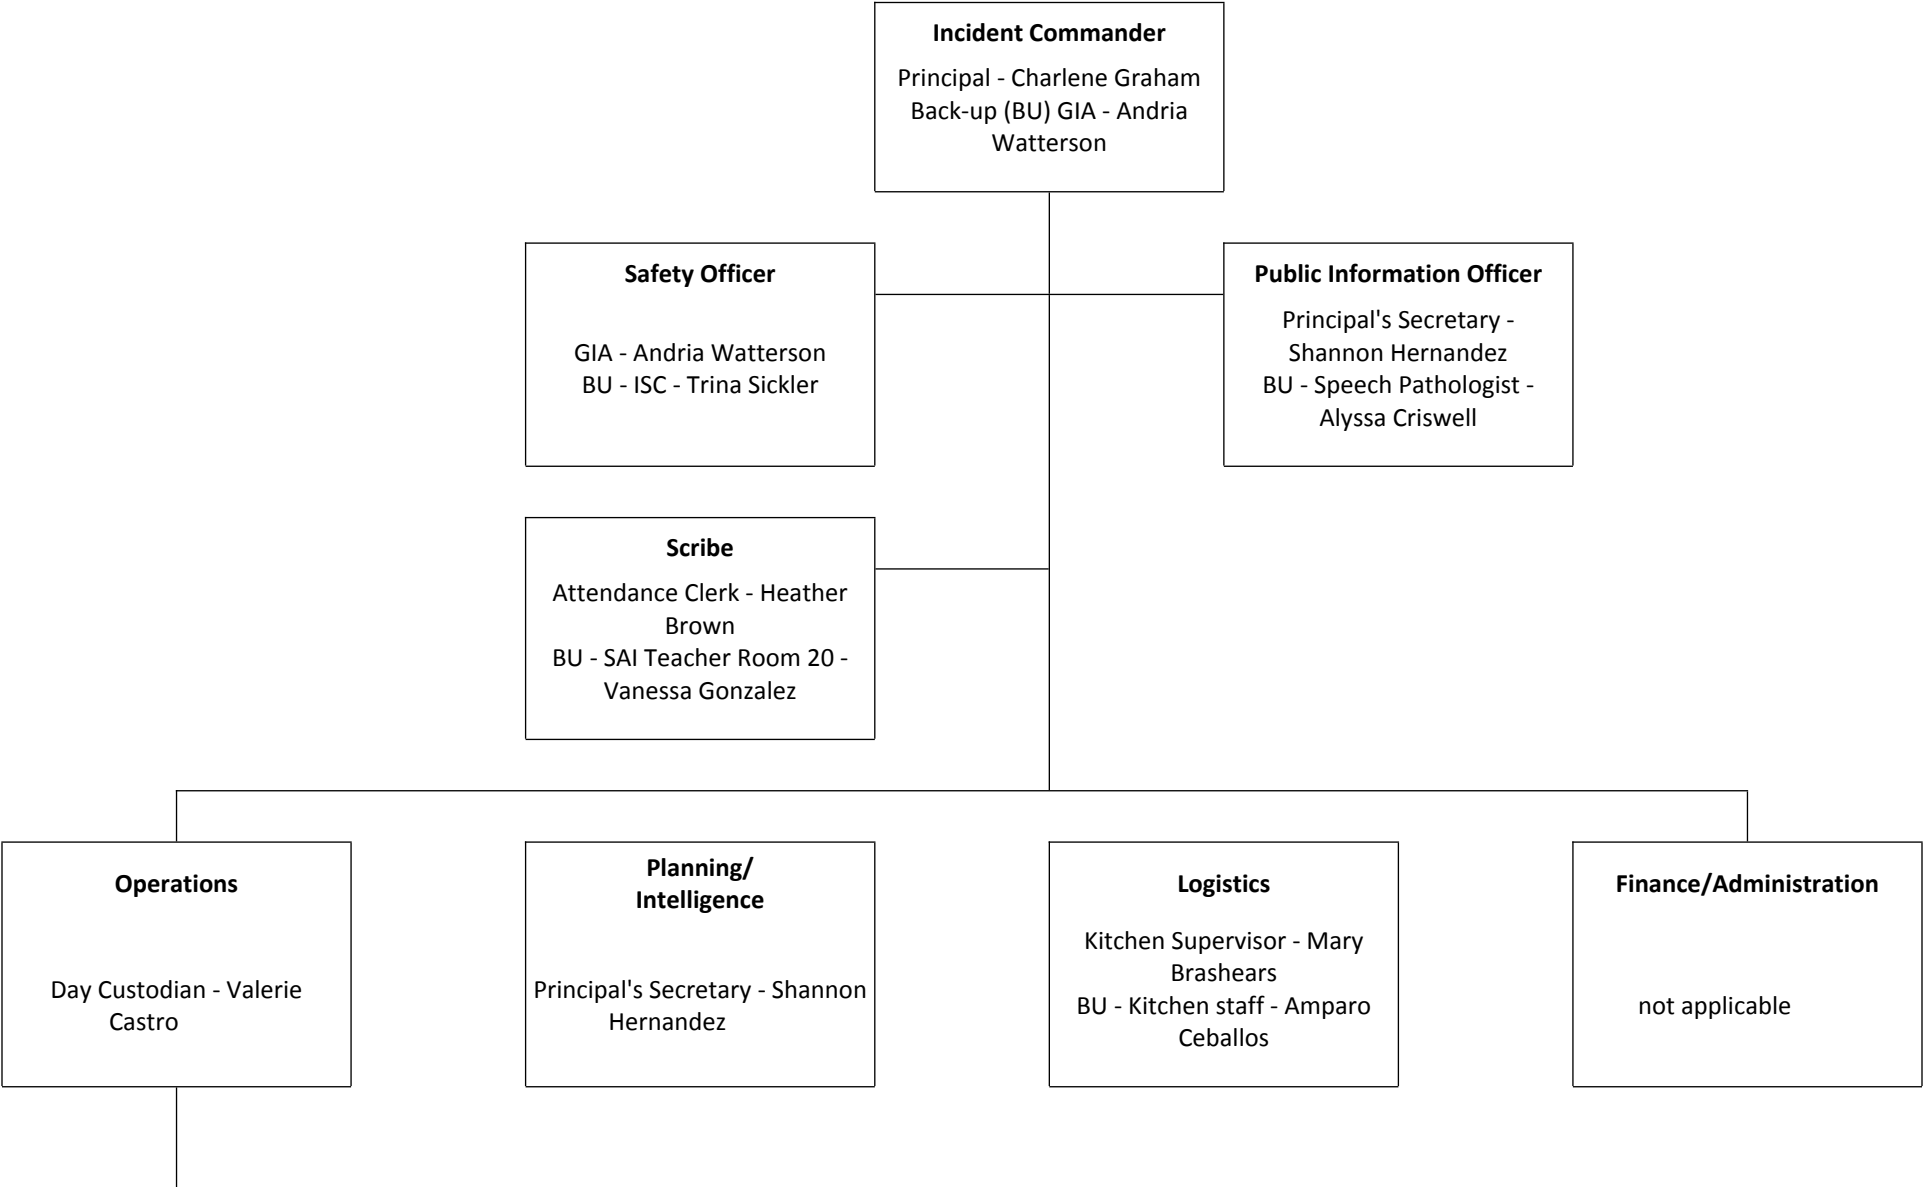 Incident Commander
Principal - Charlene Graham
Back-up (BU) GIA - Andria
Watterson
Safety Officer
GIA - Andria Watterson
BU - ISC - Trina Sickler
Public Information Officer
Principal's Secretary -
Shannon Hernandez
BU - Speech Pathologist -
Alyssa Criswell
Scribe
Attendance Clerk - Heather
Brown
BU - SAI Teacher Room 20 -
Vanessa Gonzalez
Operations
Day Custodian - Valerie
Castro
Planning/
Intelligence
Principal's Secretary - Shannon
Hernandez
Logistics
Kitchen Supervisor - Mary
Brashears
BU - Kitchen staff - Amparo
Ceballos
Finance/Administration
not applicable